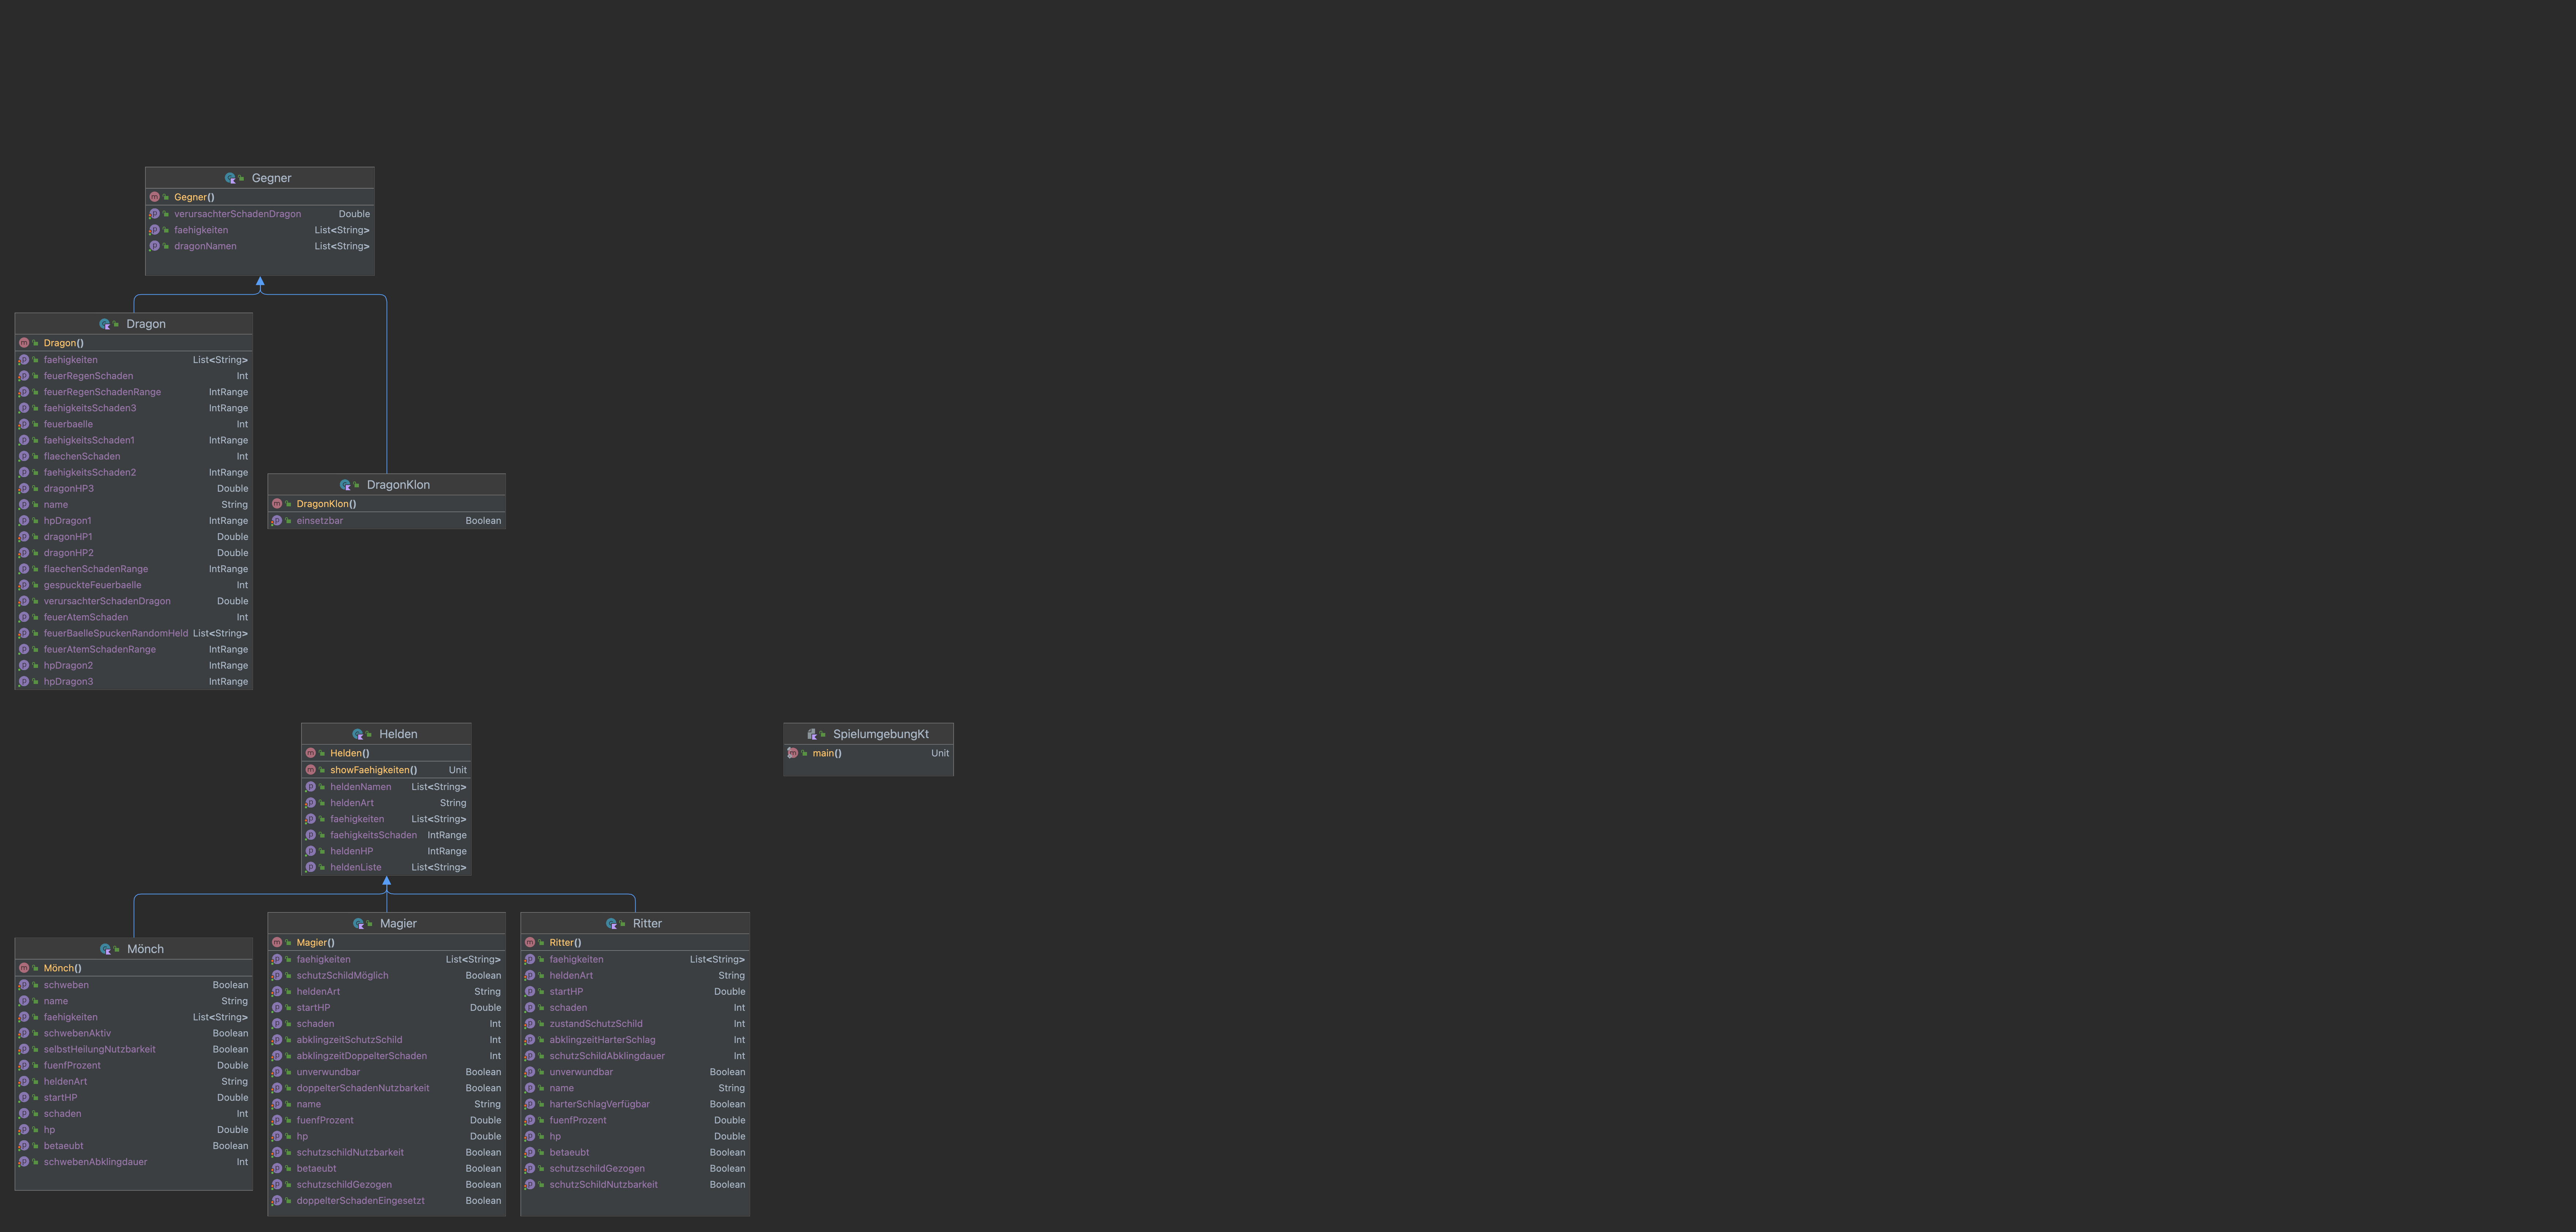 Gegner
Gegner()
verursachterSchadenDragon Double
faehigkeiten List<String>
dragonNamen List<String>
Dragon
Dragon()
faehigkeiten List<String>
feuerRegenSchaden Int
feuerRegenSchadenRange IntRange
faehigkeitsSchaden3 IntRange
feuerbaelle Int
faehigkeitsSchaden1 IntRange
flaechenSchaden Int
faehigkeitsSchaden2 IntRange
dragonHP3 Double
name String
hpDragon1 IntRange
dragonHP1 Double
dragonHP2 Double
flaechenSchadenRange IntRange
gespuckteFeuerbaelle Int
verursachterSchadenDragon Double
feuerAtemSchaden Int
feuerBaelleSpuckenRandomHeld List<String>
feuerAtemSchadenRange IntRange
hpDragon2 IntRange
hpDragon3 IntRange
DragonKlon
DragonKlon()
einsetzbar Boolean
Helden
Helden()
showFaehigkeiten() Unit
heldenNamen List<String>
heldenArt String
faehigkeiten List<String>
faehigkeitsSchaden IntRange
heldenHP IntRange
heldenListe List<String>
SpielumgebungKt
main() Unit
Mönch
Mönch()
schweben Boolean
name String
faehigkeiten List<String>
schwebenAktiv Boolean
selbstHeilungNutzbarkeit Boolean
fuenfProzent Double
heldenArt String
startHP Double
schaden Int
hp Double
betaeubt Boolean
schwebenAbklingdauer Int
Magier
Magier()
faehigkeiten List<String>
schutzSchildMöglich Boolean
heldenArt String
startHP Double
schaden Int
abklingzeitSchutzSchild Int
abklingzeitDoppelterSchaden Int
unverwundbar Boolean
doppelterSchadenNutzbarkeit Boolean
name String
fuenfProzent Double
hp Double
schutzschildNutzbarkeit Boolean
betaeubt Boolean
schutzschildGezogen Boolean
doppelterSchadenEingesetzt Boolean
Ritter
Ritter()
faehigkeiten List<String>
heldenArt String
startHP Double
schaden Int
zustandSchutzSchild Int
abklingzeitHarterSchlag Int
schutzSchildAbklingdauer Int
unverwundbar Boolean
name String
harterSchlagVerfügbar Boolean
fuenfProzent Double
hp Double
betaeubt Boolean
schutzschildGezogen Boolean
schutzSchildNutzbarkeit Boolean